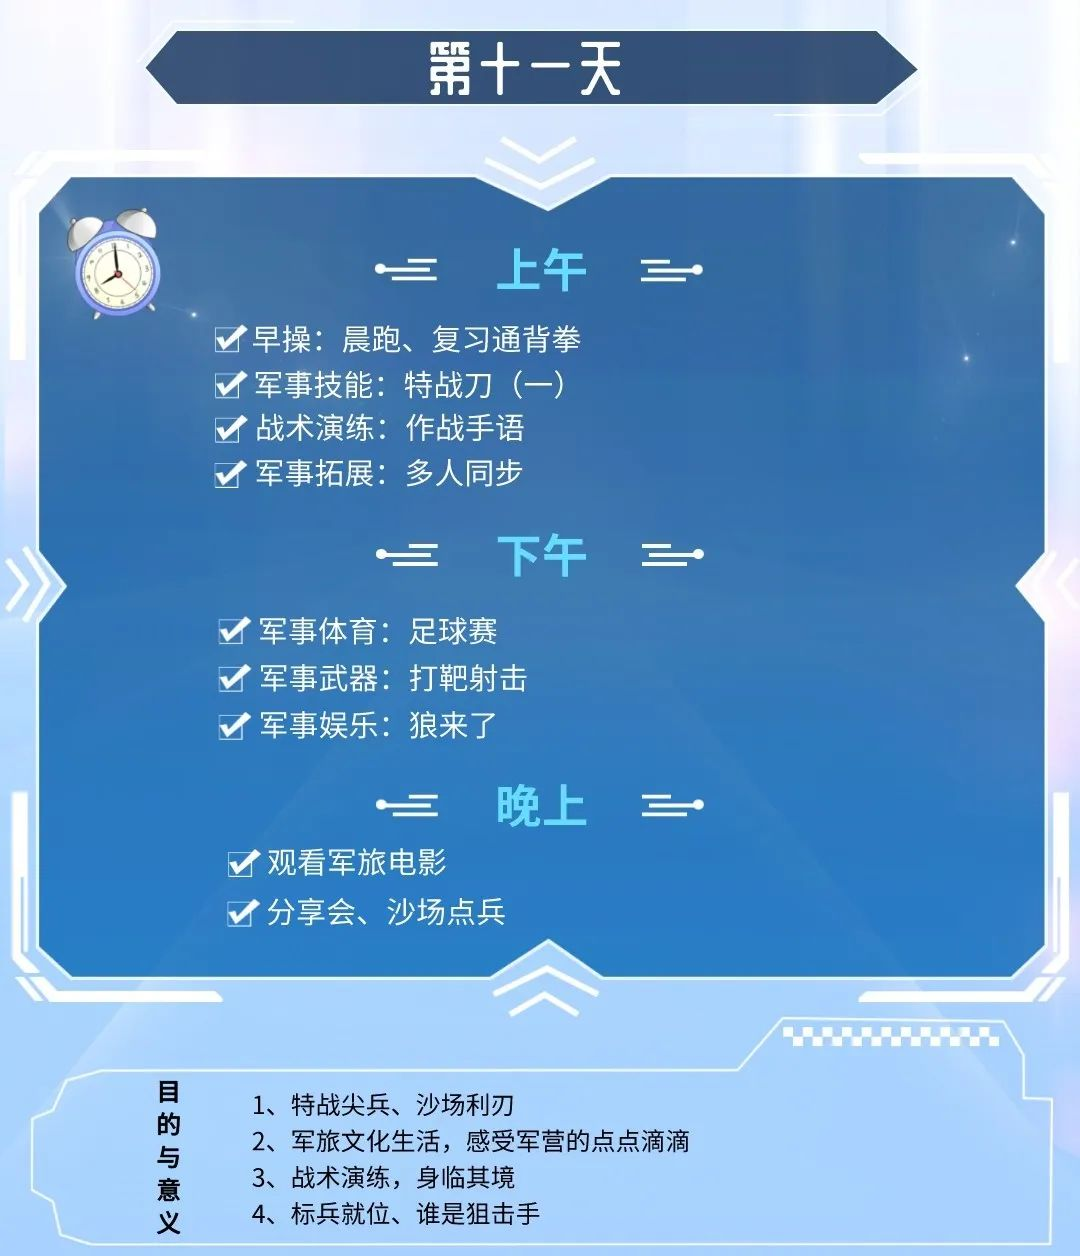 第十一天
上午
早操：晨跑、复习通背拳
军事技能：特战刀（一）
战术演练：作战手语
军事拓展：多人同步
下午
军事体育：足球赛
军事武器：打靶射击
军事娱乐：狼来了
晚上
观看军旅电影
分享会、沙场点兵
目的与意义
1、特战尖兵、沙场利刃
2、军旅文化生活，感受军营的点点滴滴
3、战术演练，身临其境
4、标兵就位、谁是狙击手